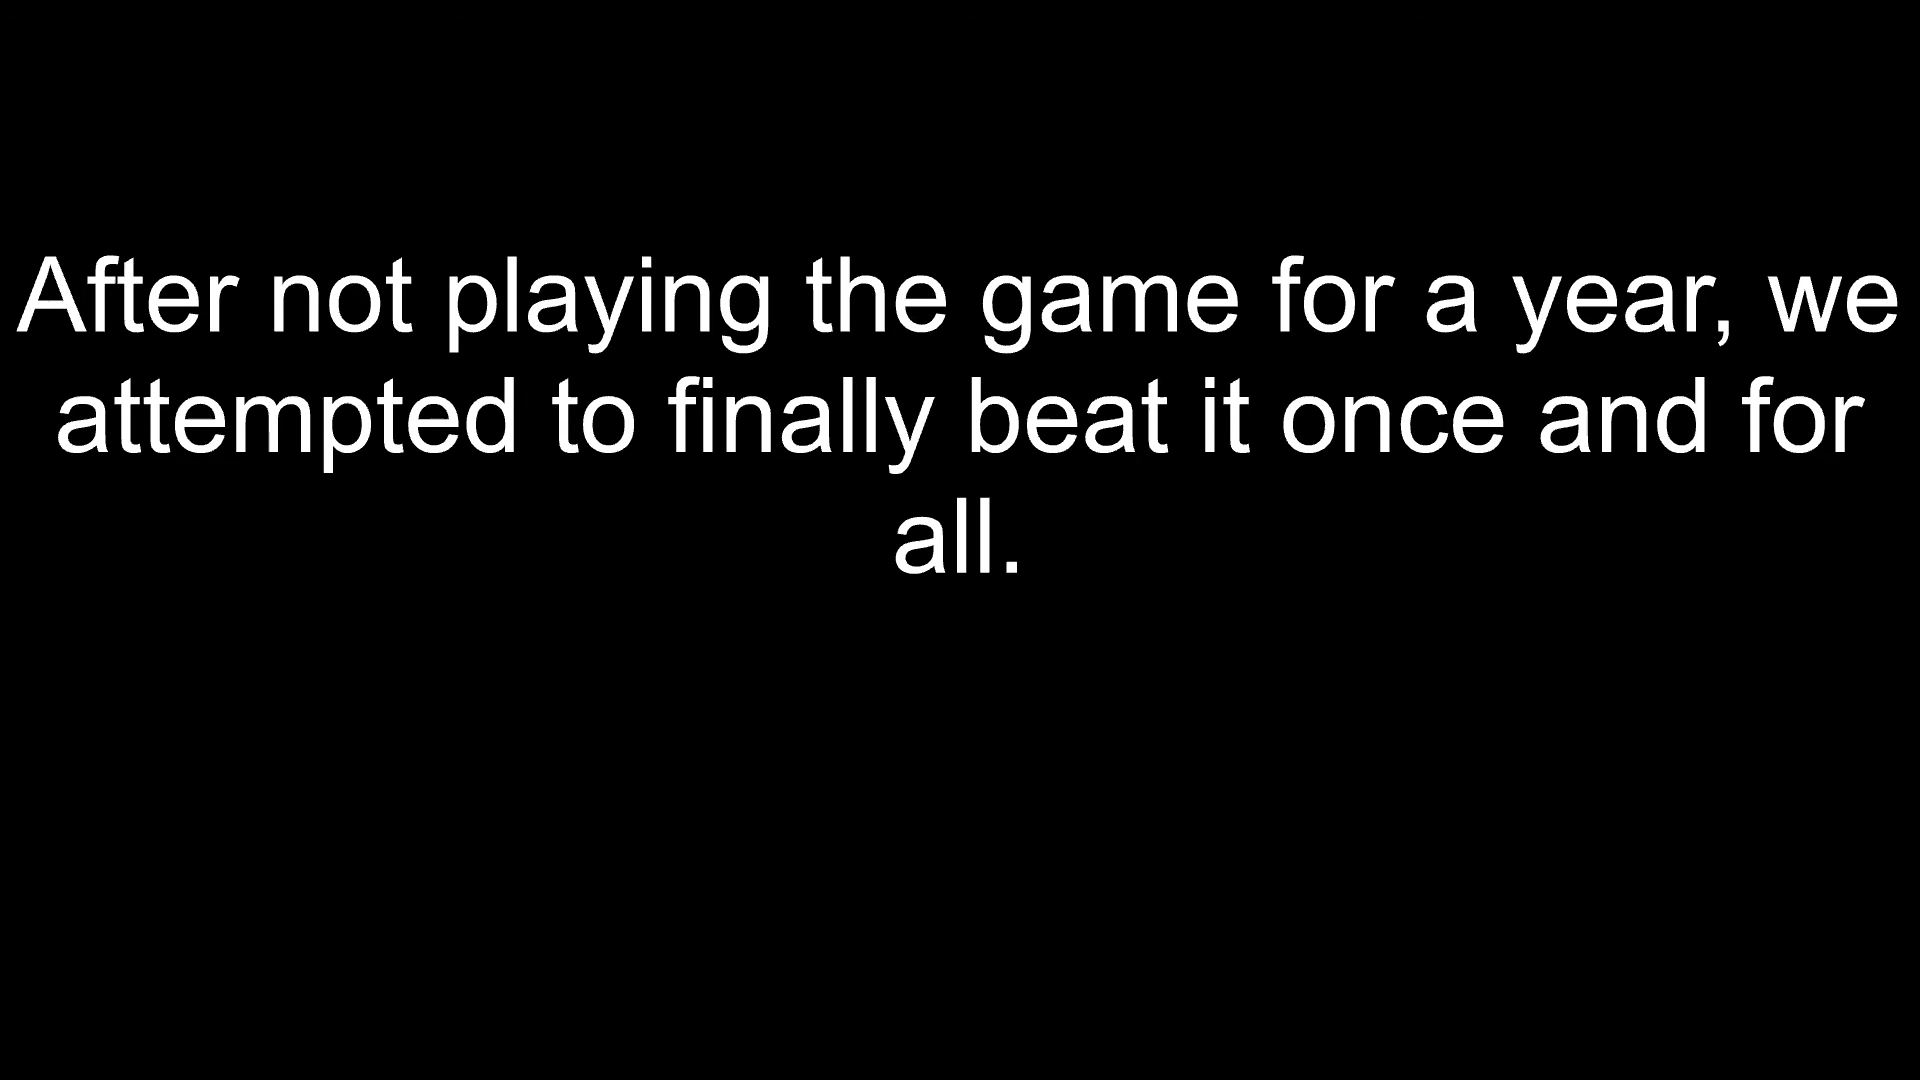 After not playing the game for a year, we
attempted to finally beat it once and for
all.